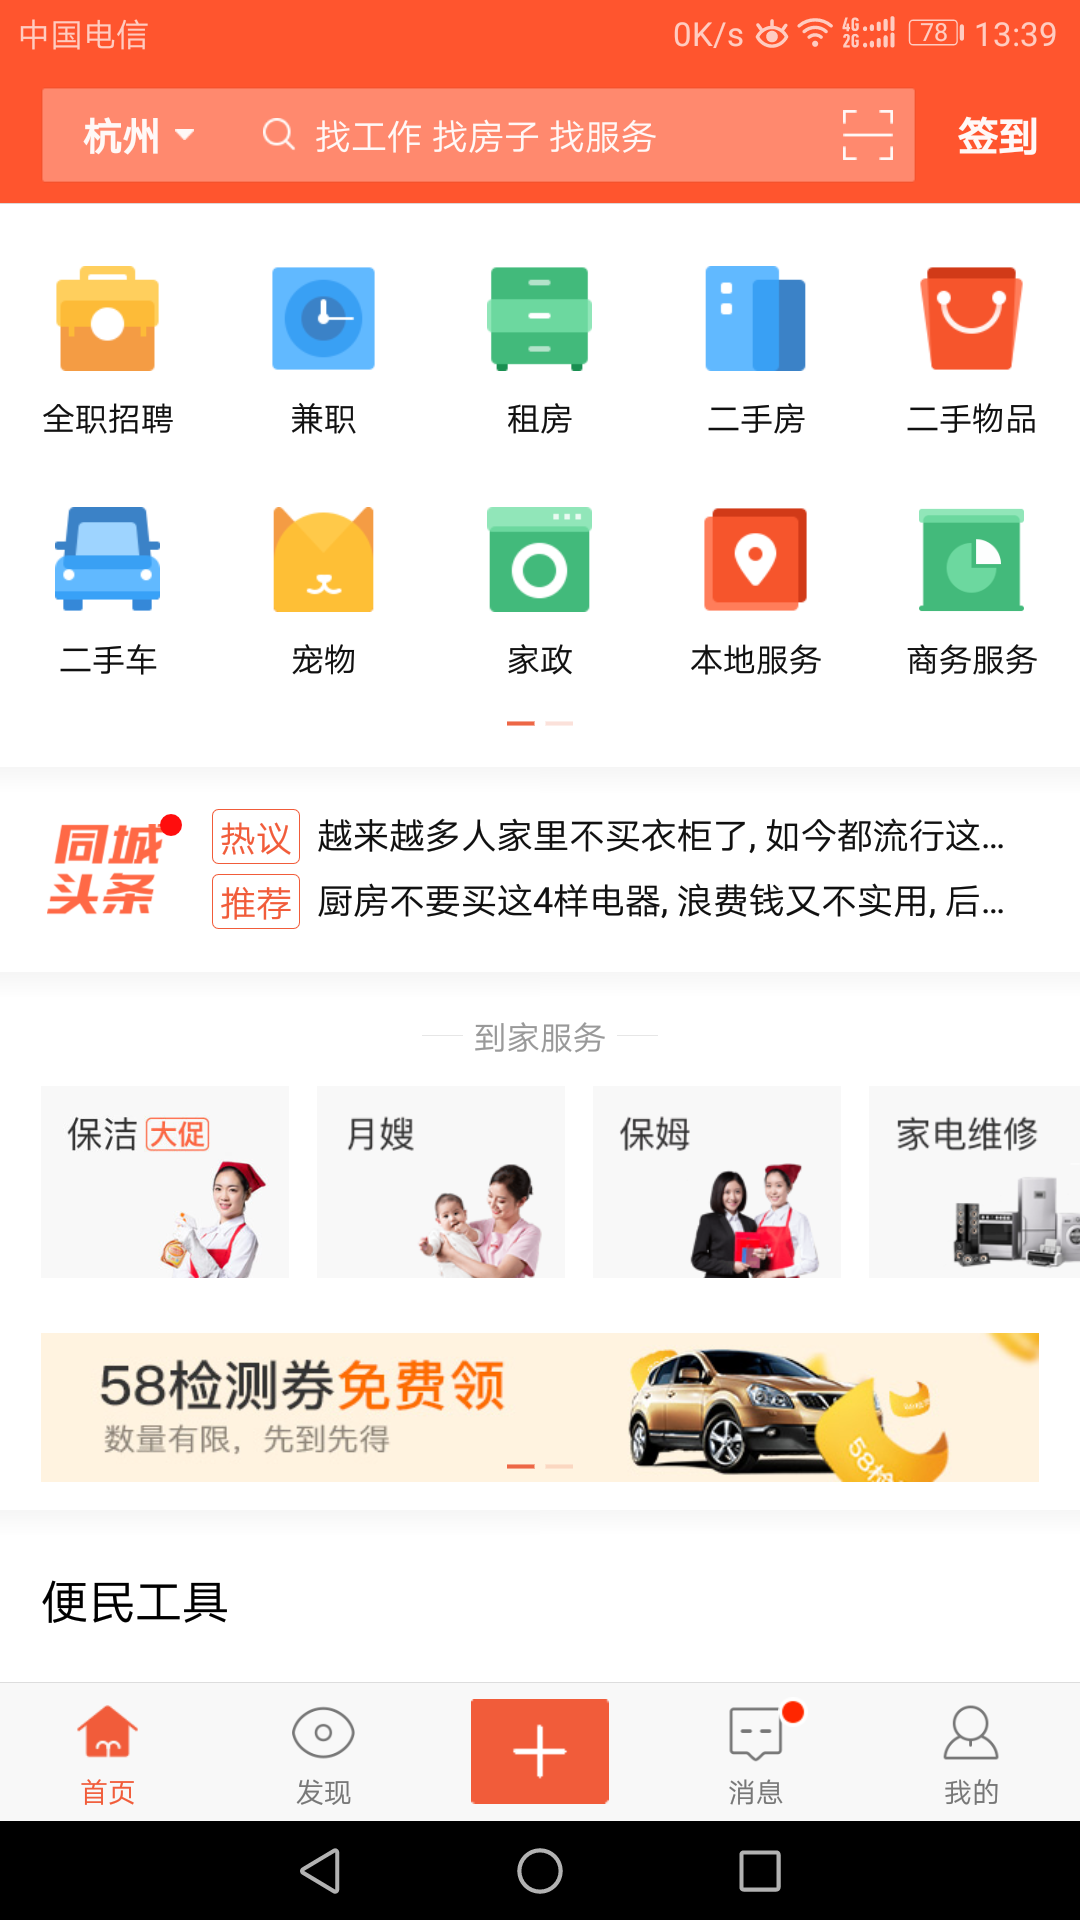 中国电信 0K/s 4G 2G 78 13:39
杭州 找工作 找房子 找服务 签到
全职招聘 兼职 租房 二手房 二手物品
二手车 宠物 家政 本地服务 商务服务
同城头条
热议 越来越多人家里不买衣柜了, 如今都流行这...
推荐 厨房不要买这4样电器, 浪费钱又不实用, 后...
到家服务
保洁 大促 月嫂 保姆 家电维修
58检测券免费领
数量有限，先到先得
便民工具
首页 发现 消息 我的